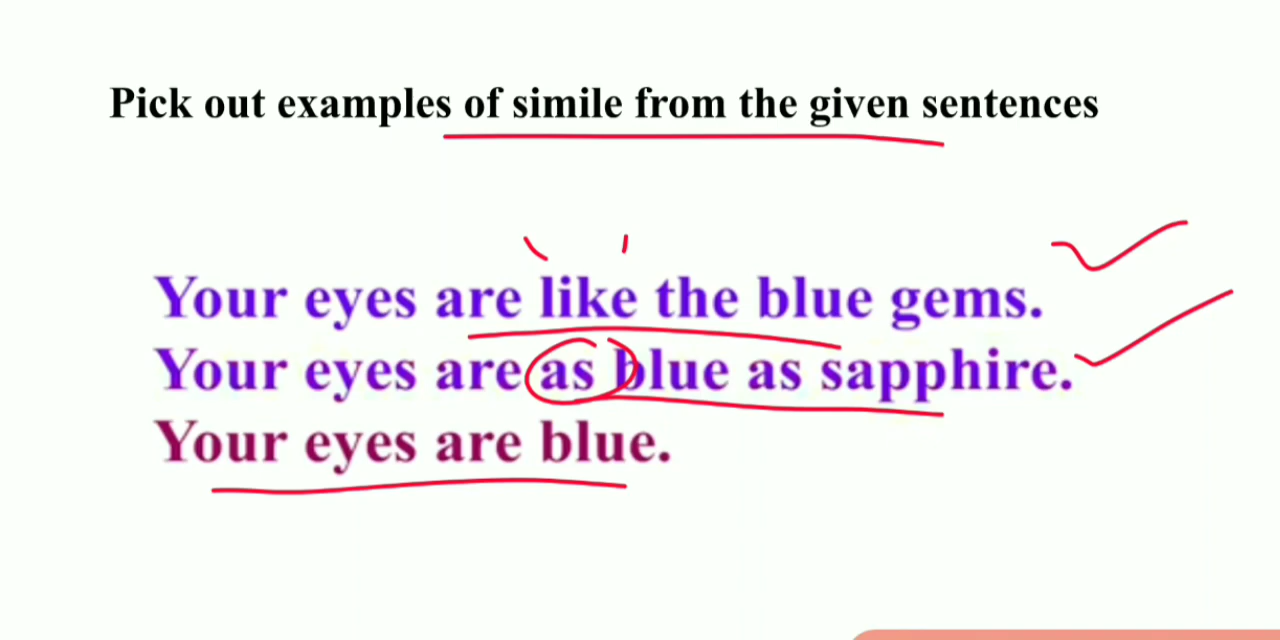 Pick out examples of simile from the given sentences
Your eyes are like the blue gems.
Your eyes are as blue as sapphire.
Your eyes are blue.